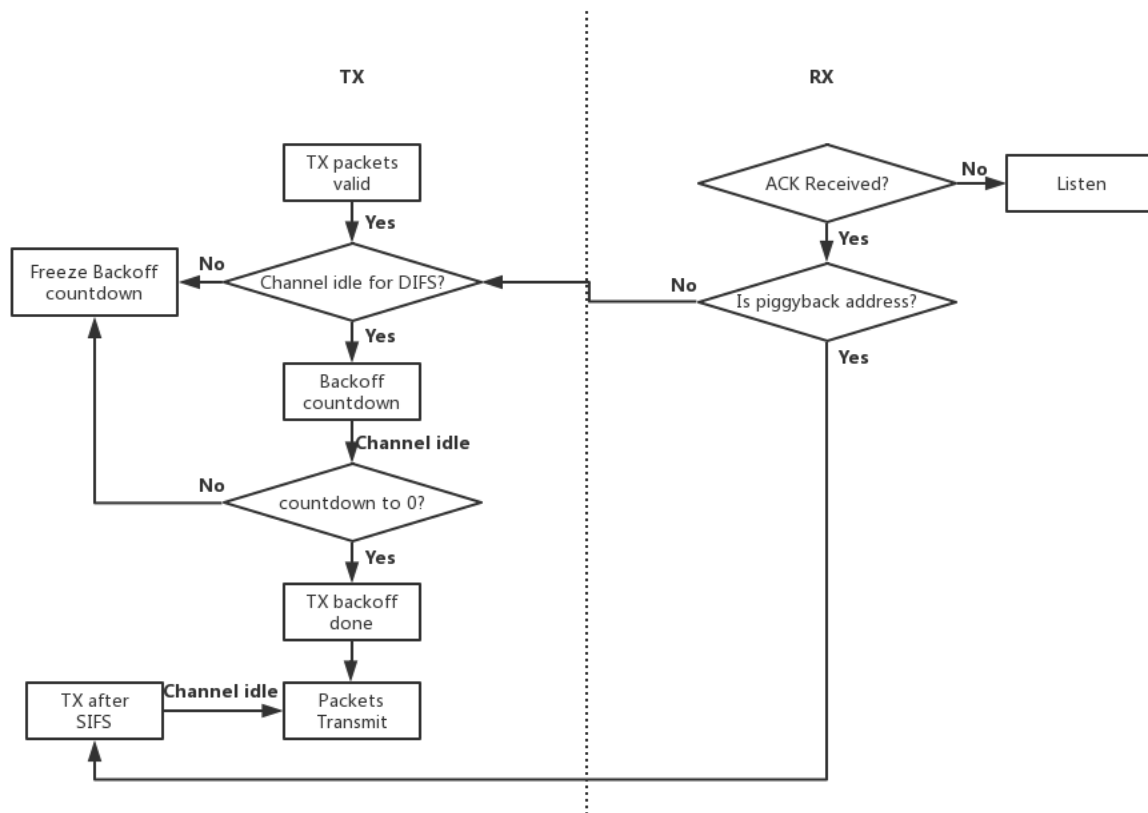 TX
RX
TX packets
valid
ACK Received?
No
Listen
Yes
Yes
Freeze Backoff
countdown
No
Channel idle for DIFS?
No
Is piggyback address?
Yes
Yes
Backoff
countdown
Channel idle
No
countdown to 0?
Yes
TX backoff
done
TX after
SIFS
Channel idle
Packets
Transmit